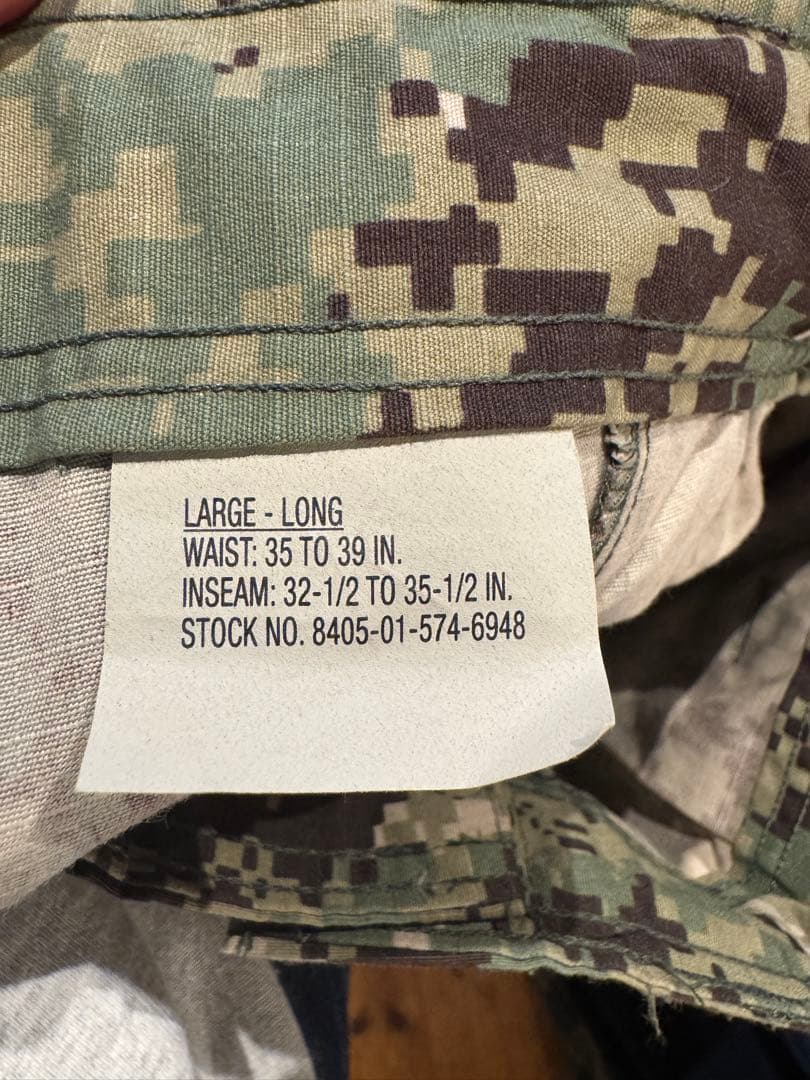 LARGE - LONG
WAIST: 35 TO 39 IN.
INSEAM: 32-1/2 TO 35-1/2 IN.
STOCK NO. 8405-01-574-6948